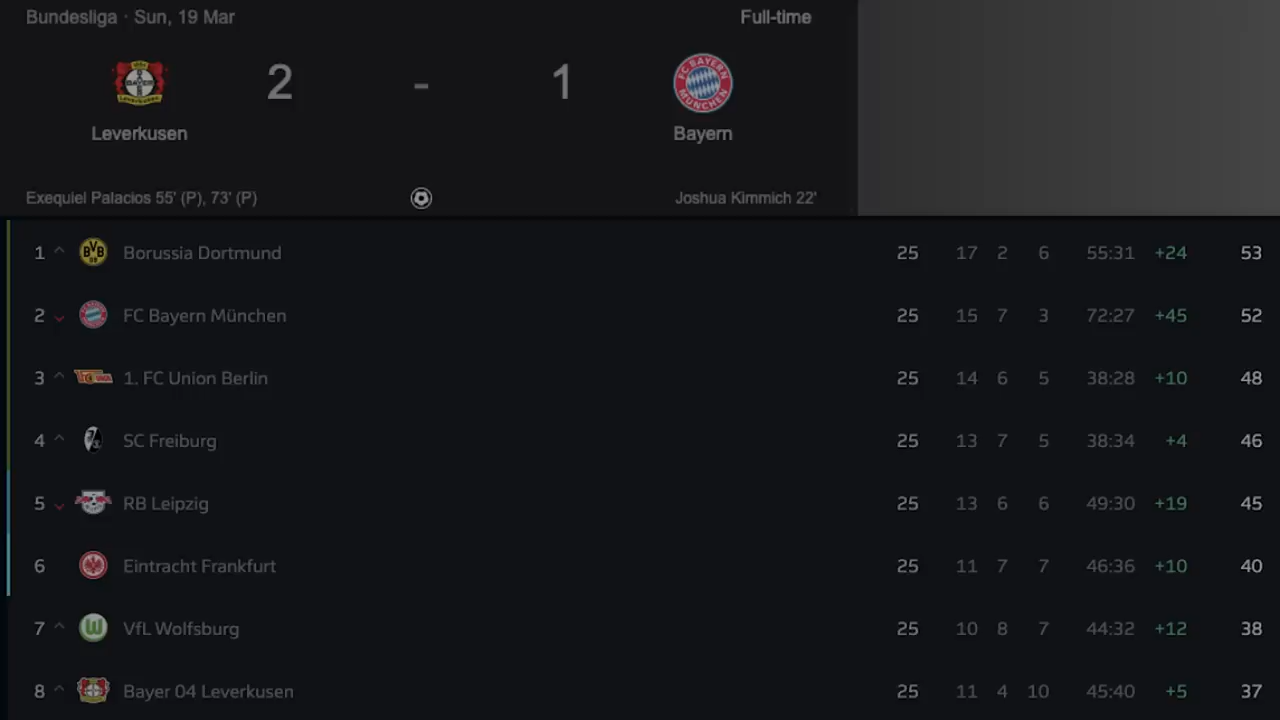 Bundesliga · Sun, 19 Mar Full-time
2 - 1
Leverkusen Bayern
Exequiel Palacios 55' (P), 73' (P) Joshua Kimmich 22'
1 Borussia Dortmund 25 17 2 6 55:31 +24 53
2 FC Bayern München 25 15 7 3 72:27 +45 52
3 1. FC Union Berlin 25 14 6 5 38:28 +10 48
4 SC Freiburg 25 13 7 5 38:34 +4 46
5 RB Leipzig 25 13 6 6 49:30 +19 45
6 Eintracht Frankfurt 25 11 7 7 46:36 +10 40
7 VfL Wolfsburg 25 10 8 7 44:32 +12 38
8 Bayer 04 Leverkusen 25 11 4 10 45:40 +5 37